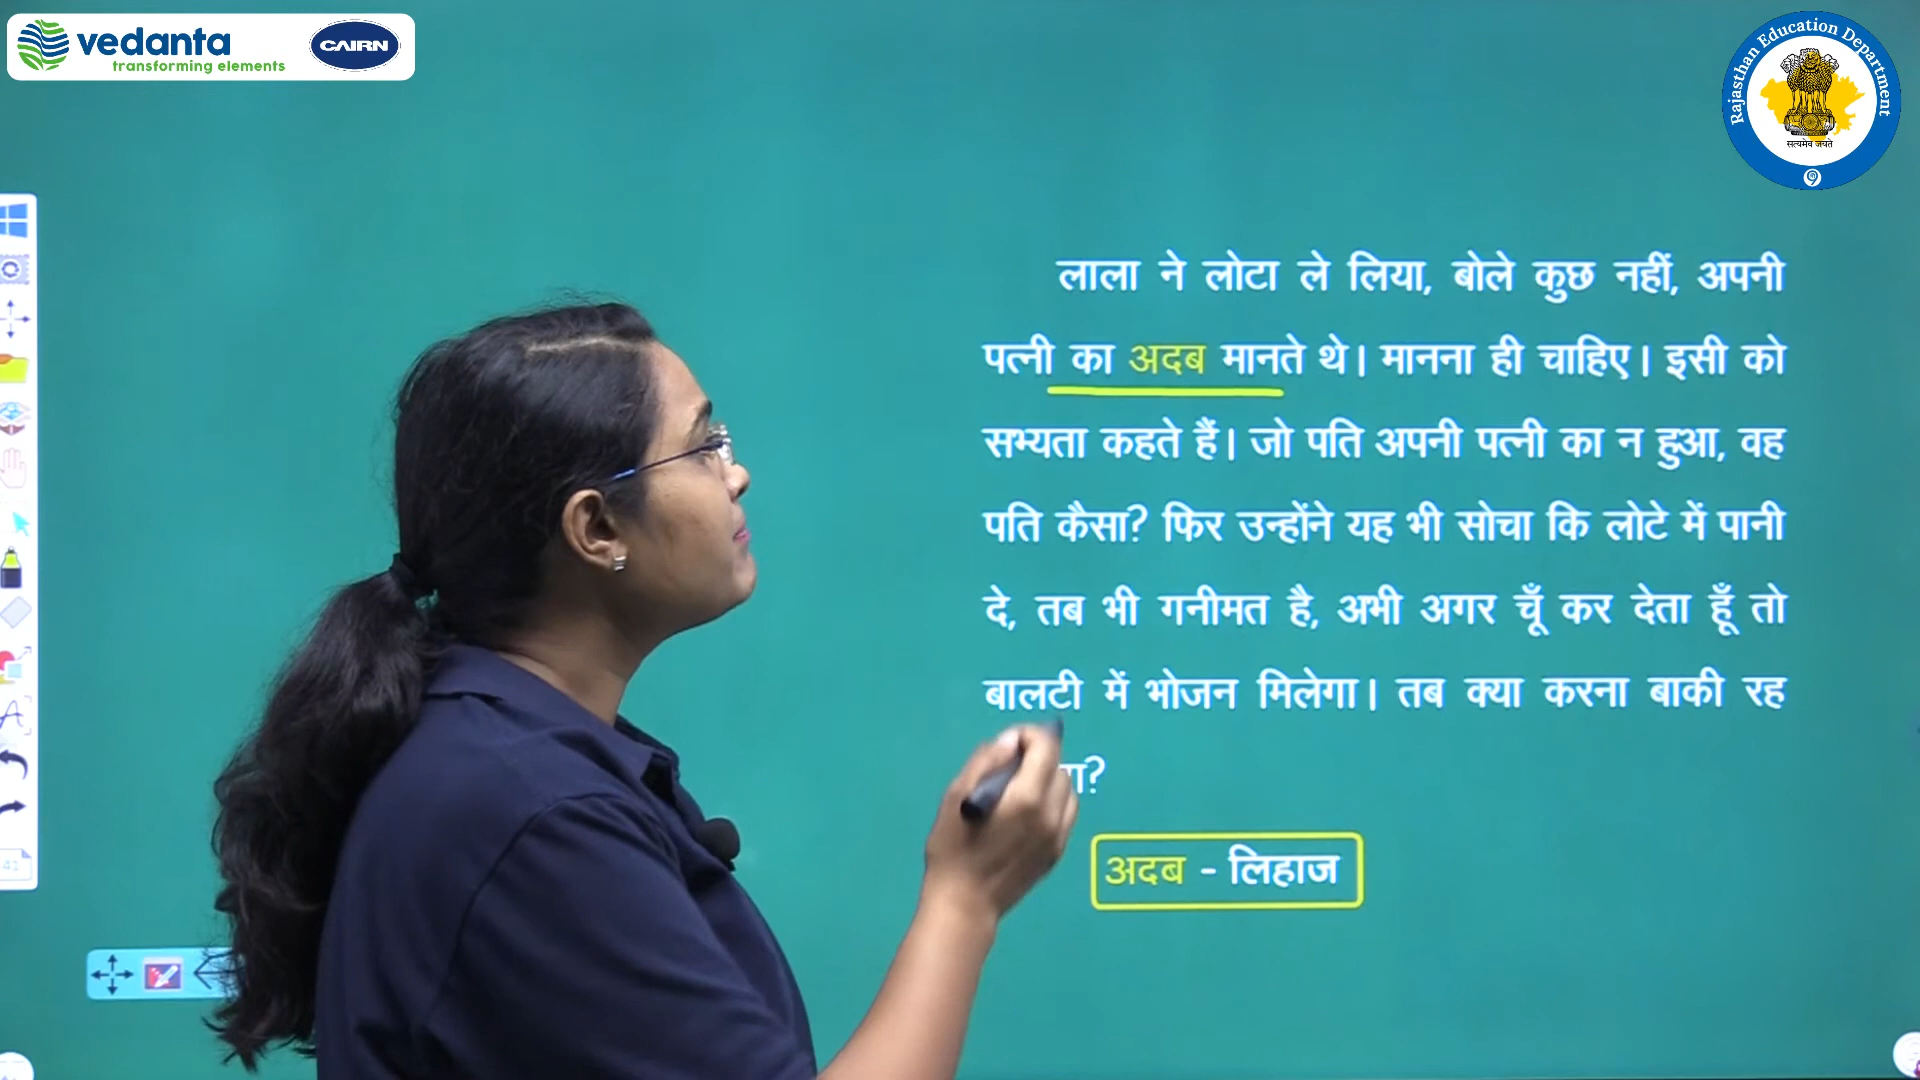 vedanta
transforming elements
CAIRN
Rajasthan Education Department
सत्यमेव जयते
लाला ने लोटा ले लिया, बोले कुछ नहीं, अपनी
पत्नी का अदब मानते थे। मानना ही चाहिए। इसी को
सभ्यता कहते हैं। जो पति अपनी पत्नी का न हुआ, वह
पति कैसा? फिर उन्होंने यह भी सोचा कि लोटे में पानी
दे, तब भी गनीमत है, अभी अगर चूँ कर देता हूँ तो
बालटी में भोजन मिलेगा। तब क्या करना बाकी रह
अदब - लिहाज
41